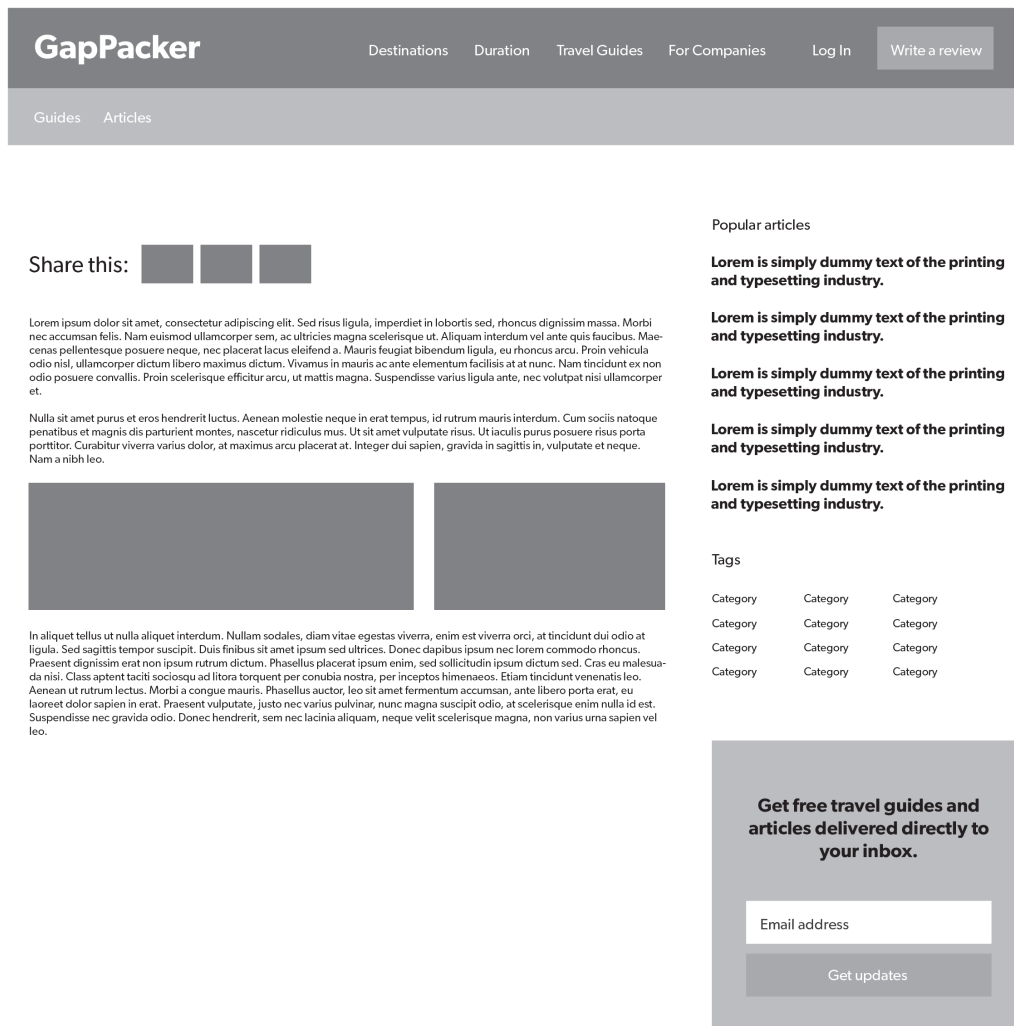 GapPacker
Destinations Duration Travel Guides For Companies Log In Write a review
Guides Articles
Share this:
Lorem ipsum dolor sit amet, consectetur adipiscing elit. Sed risus ligula, imperdiet in lobortis sed, rhoncus dignissim massa. Morbi
nec accumsan felis. Nam euismod ullamcorper sem, ac ultricies magna scelerisque ut. Aliquam interdum vel ante quis faucibus. Mae-
cenas pellentesque posuere neque, nec placerat lacus eleifend a. Mauris feugiat bibendum ligula, eu rhoncus arcu. Proin vehicula
odio nisl, ullamcorper dictum libero maximus dictum. Vivamus in mauris ac ante elementum facilisis at at nunc. Nam tincidunt ex non
odio posuere convallis. Proin scelerisque efficitur arcu, ut mattis magna. Suspendisse varius ligula ante, nec volutpat nisi ullamcorper
et.
Nulla sit amet purus et eros hendrerit luctus. Aenean molestie neque in erat tempus, id rutrum mauris interdum. Cum sociis natoque
penatibus et magnis dis parturient montes, nascetur ridiculus mus. Ut sit amet vulputate risus. Ut iaculis purus posuere risus porta
porttitor. Curabitur viverra varius dolor, at maximus arcu placerat at. Integer dui sapien, gravida in sagittis in, vulputate et neque.
Nam a nibh leo.
In aliquet tellus ut nulla aliquet interdum. Nullam sodales, diam vitae egestas viverra, enim est viverra orci, at tincidunt dui odio at
ligula. Sed sagittis tempor suscipit. Duis finibus sit amet ipsum sed ultrices. Donec dapibus ipsum nec lorem commodo rhoncus.
Praesent dignissim erat non ipsum rutrum dictum. Phasellus placerat ipsum enim, sed sollicitudin ipsum dictum sed. Cras eu malesua-
da nisi. Class aptent taciti sociosqu ad litora torquent per conubia nostra, per inceptos himenaeos. Etiam tincidunt venenatis leo.
Aenean ut rutrum lectus. Morbi a congue mauris. Phasellus auctor, leo sit amet fermentum accumsan, ante libero porta erat, eu
laoreet dolor sapien in erat. Praesent vulputate, justo nec varius pulvinar, nunc magna suscipit odio, at scelerisque enim nulla id est.
Suspendisse nec gravida odio. Donec hendrerit, sem nec lacinia aliquam, neque velit scelerisque magna, non varius urna sapien vel
leo.
Popular articles
Lorem is simply dummy text of the printing
and typesetting industry.
Lorem is simply dummy text of the printing
and typesetting industry.
Lorem is simply dummy text of the printing
and typesetting industry.
Lorem is simply dummy text of the printing
and typesetting industry.
Lorem is simply dummy text of the printing
and typesetting industry.
Tags
Category Category Category
Category Category Category
Category Category Category
Category Category Category
Get free travel guides and
articles delivered directly to
your inbox.
Email address
Get updates